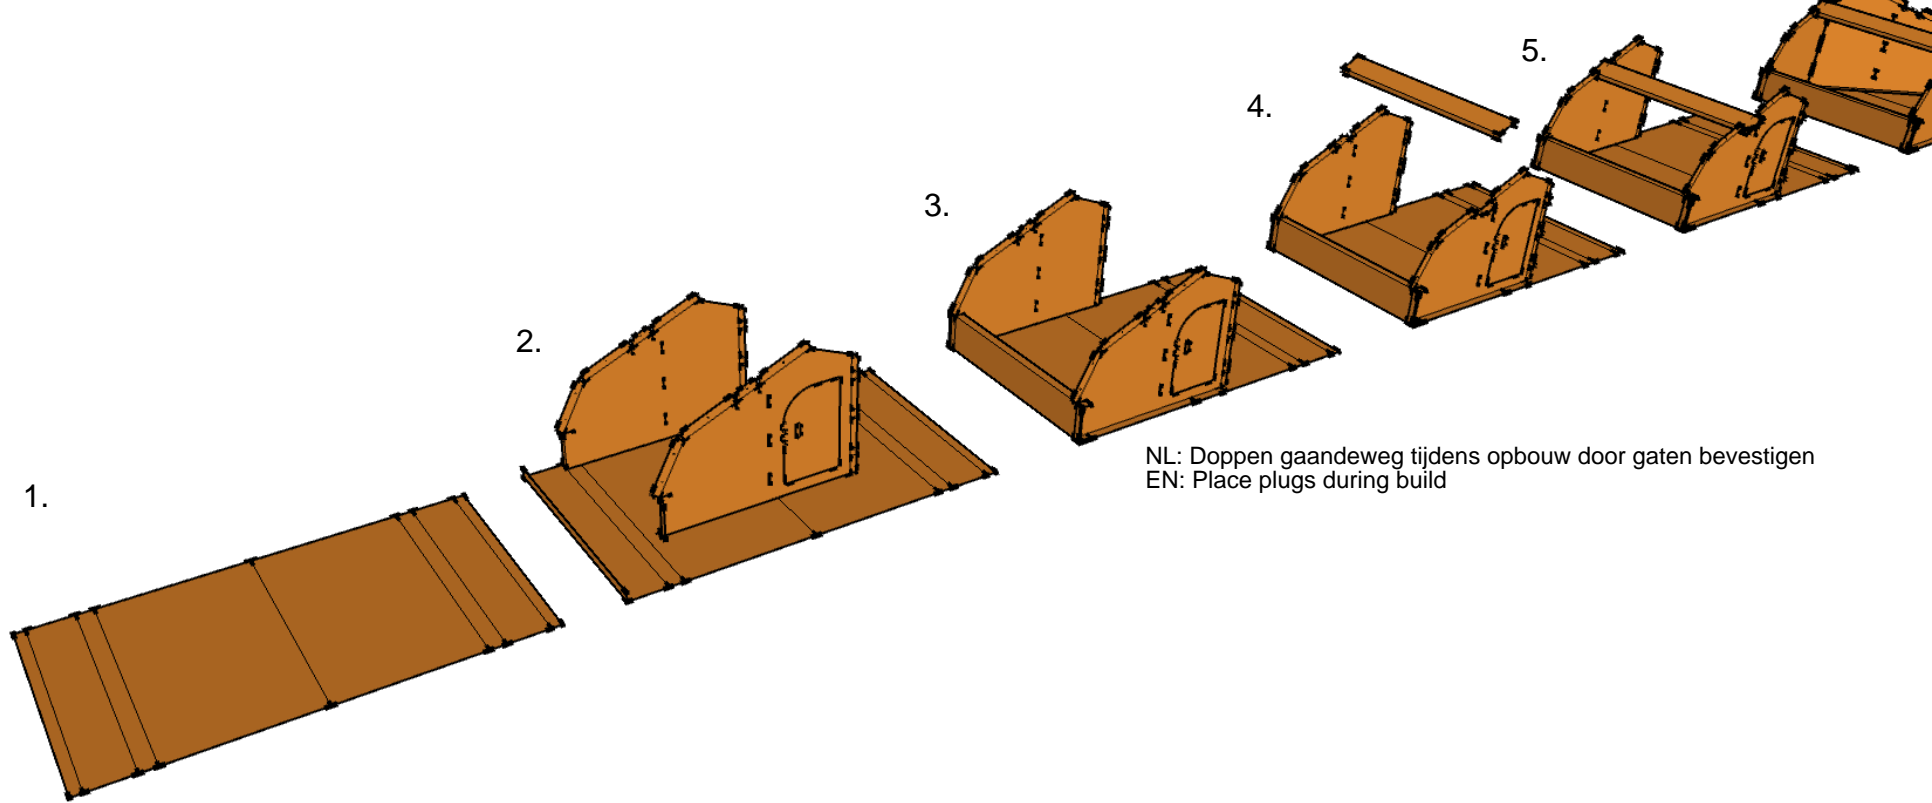 5.
4.
3.
2.
NL: Doppen gaandeweg tijdens opbouw door gaten bevestigen
EN: Place plugs during build
1.